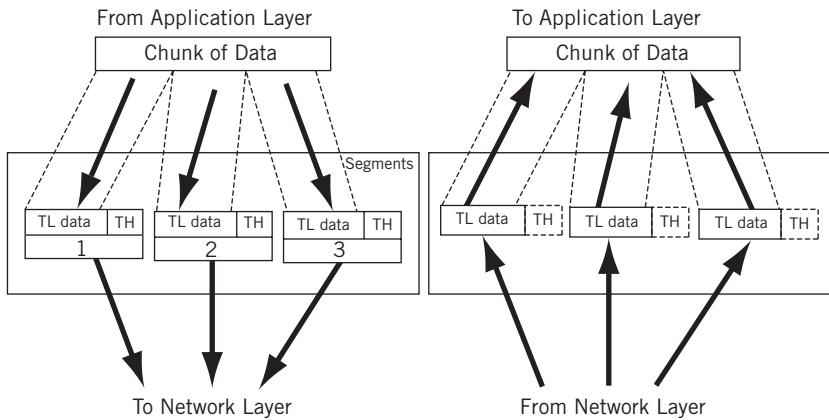 From Application Layer
Chunk of Data
Segments
TL data TH
1
TL data TH
2
TL data TH
3
To Network Layer
To Application Layer
Chunk of Data
TL data TH
TL data TH
TL data TH
From Network Layer